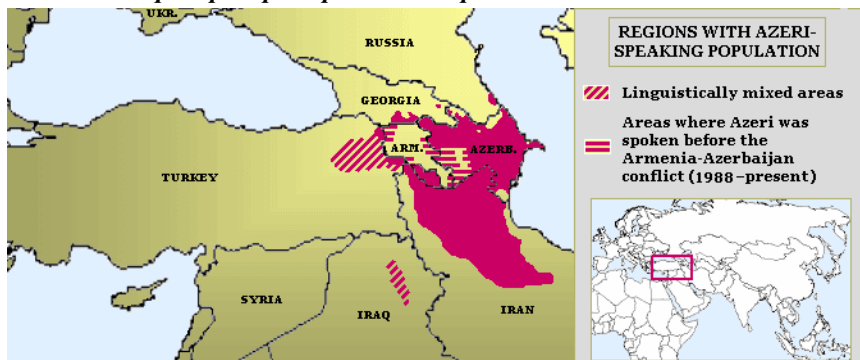 UKR.
RUSSIA
GEORGIA
ARM.
AZERB.
TURKEY
SYRIA
IRAQ
IRAN
REGIONS WITH AZERI-
SPEAKING POPULATION
Linguistically mixed areas
Areas where Azeri was
spoken before the
Armenia-Azerbaijan
conflict (1988–present)